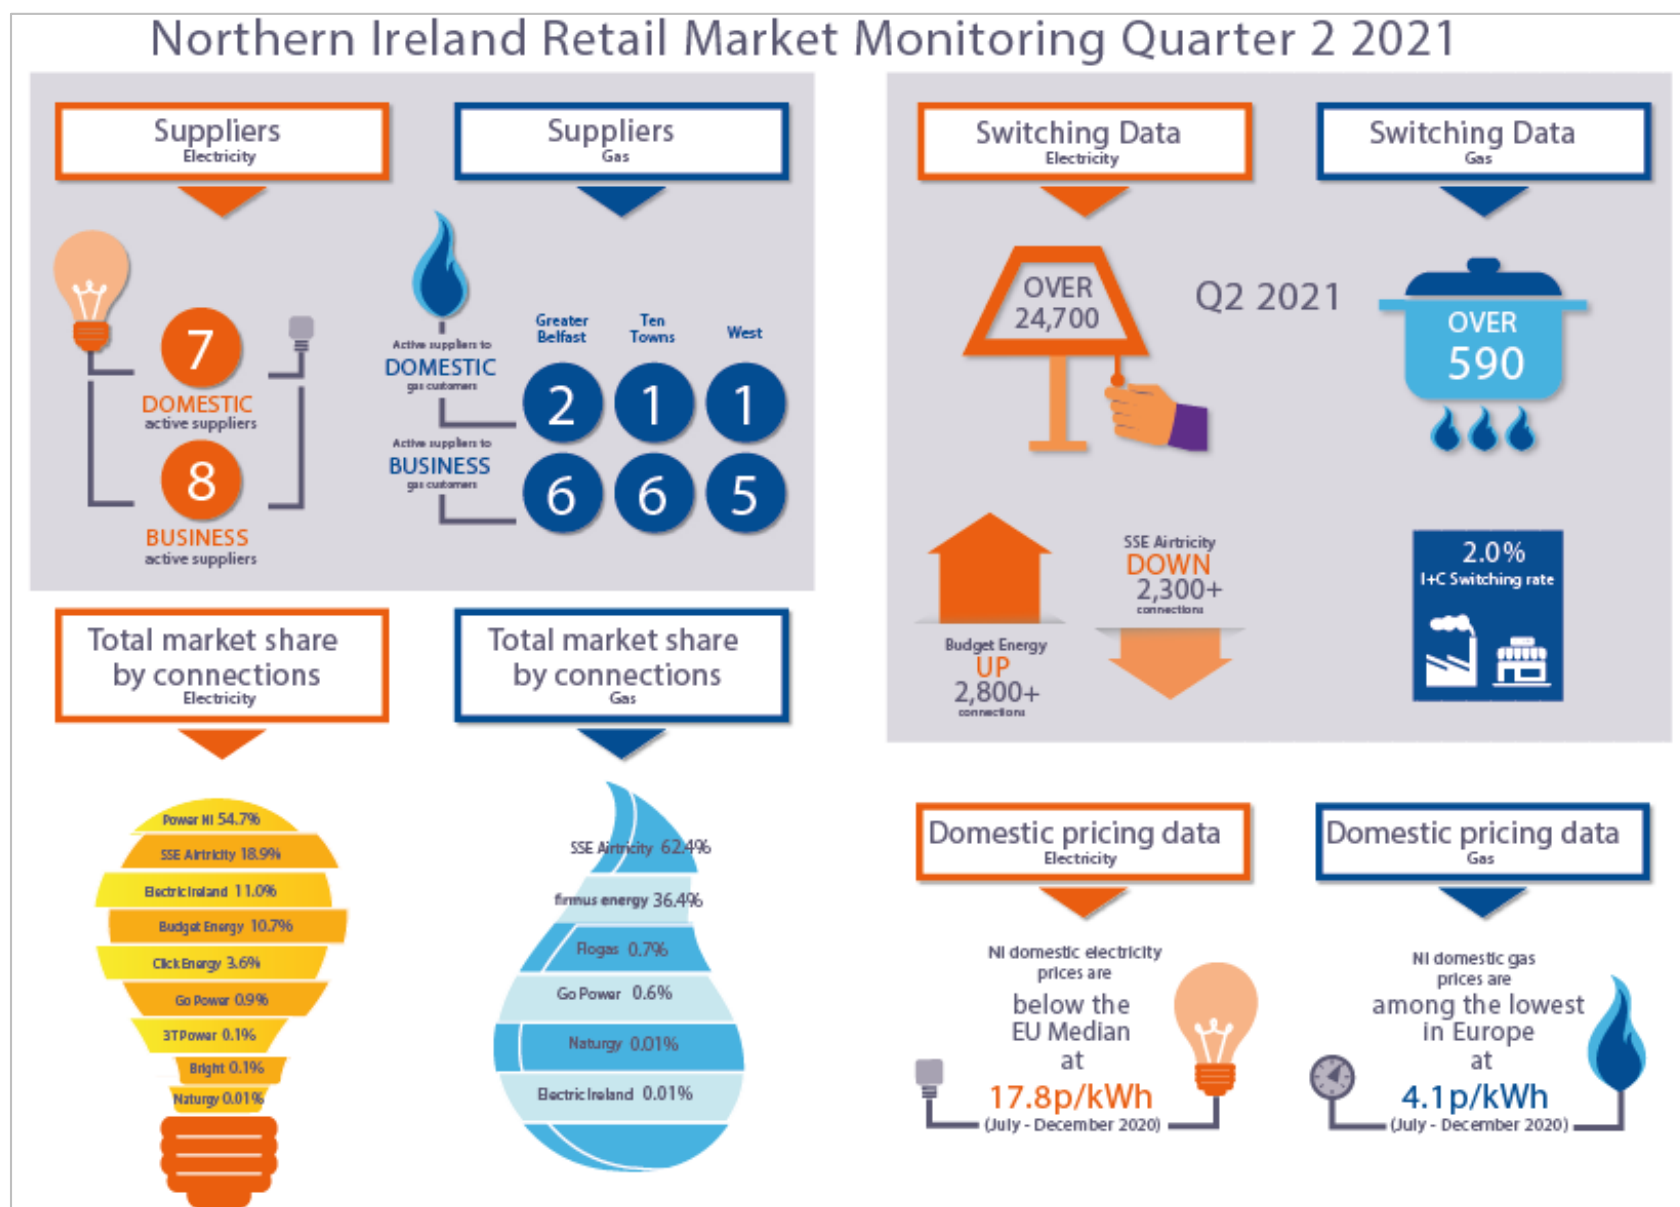 Northern Ireland Retail Market Monitoring Quarter 2 2021
Suppliers
Electricity
7
DOMESTIC
active suppliers
8
BUSINESS
active suppliers
Suppliers
Gas
Greater
Belfast
Ten
Towns
West
Active suppliers to
DOMESTIC
gas customers
2 1 1
Active suppliers to
BUSINESS
gas customers
6 6 5
Switching Data
Electricity
OVER
24,700
Q2 2021
Budget Energy
UP
2,800+
connections
SSE Airtricity
DOWN
2,300+
connections
Switching Data
Gas
OVER
590
2.0%
I+C Switching rate
Total market share
by connections
Electricity
Power NI 54.7%
SSE Airtricity 18.9%
Electric Ireland 11.0%
Budget Energy 10.7%
Click Energy 3.6%
Go Power 0.9%
3T Power 0.1%
Bright 0.1%
Naturgy 0.01%
Total market share
by connections
Gas
SSE Airtricity 62.4%
firmus energy 36.4%
Flogas 0.7%
Go Power 0.6%
Naturgy 0.01%
Electric Ireland 0.01%
Domestic pricing data
Electricity
NI domestic electricity
prices are
below the
EU Median
at
17.8p/kWh
(July - December 2020)
Domestic pricing data
Gas
NI domestic gas
prices are
among the lowest
in Europe
at
4.1p/kWh
(July - December 2020)